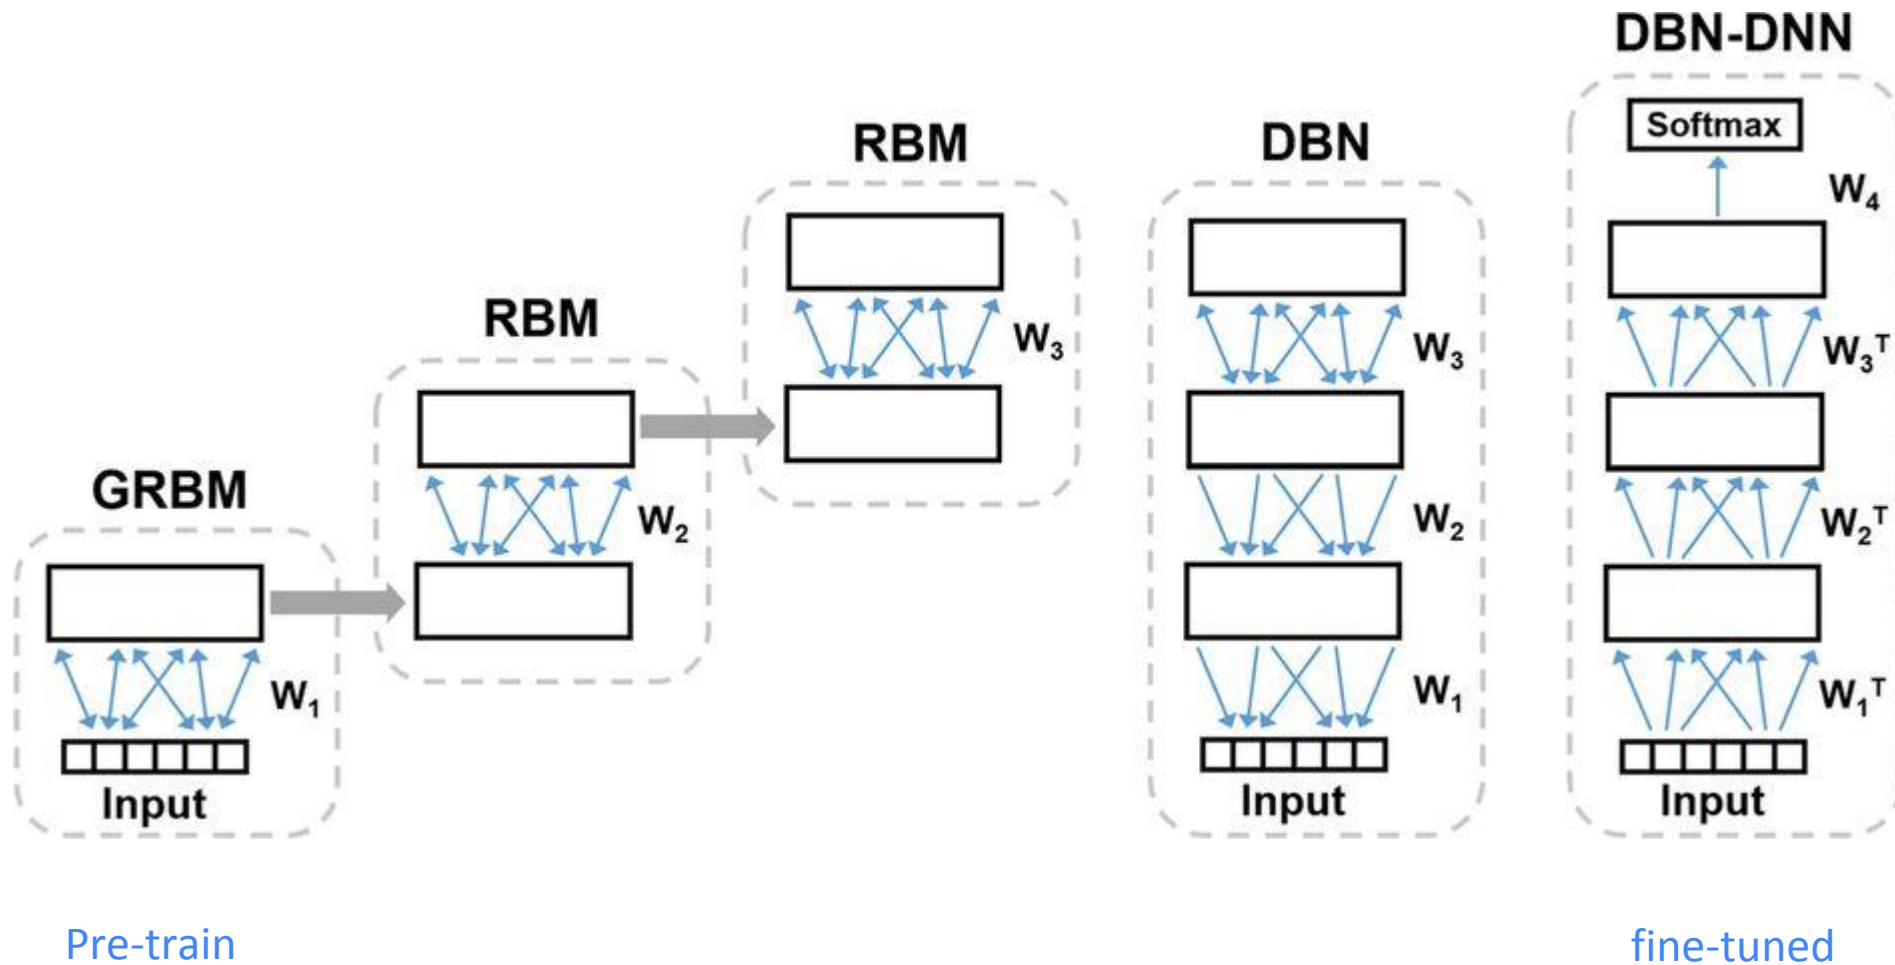 GRBM
W1
Input
RBM
W2
RBM
W3
DBN
W3
W2
W1
Input
DBN-DNN
Softmax
W4
W3T
W2T
W1T
Input
Pre-train
fine-tuned